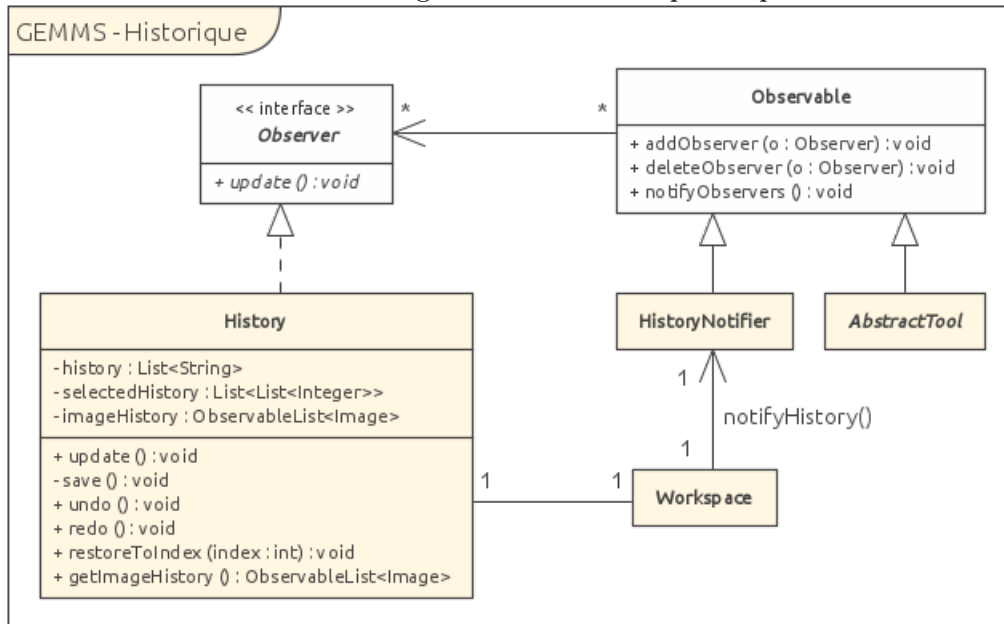 GEMMS - Historique
<< interface >>
Observer
+ update () : void
*
*
Observable
+ addObserver (o : Observer) : void
+ deleteObserver (o : Observer) : void
+ notifyObservers () : void
History
- history : List<String>
- selectedHistory : List<List<Integer>>
- imageHistory : ObservableList<Image>
+ update () : void
- save () : void
+ undo () : void
+ redo () : void
+ restoreToIndex (index : int) : void
+ getImageHistory () : ObservableList<Image>
HistoryNotifier
AbstractTool
1
notifyHistory()
1
1
1
Workspace